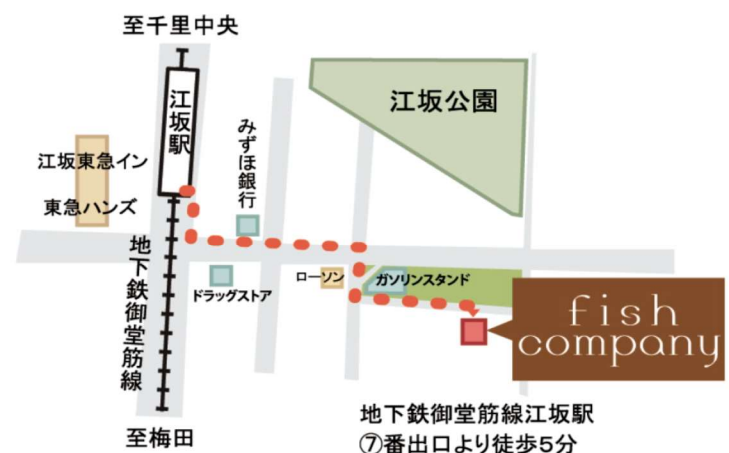 至千里中央
江坂駅
江坂公園
みずほ銀行
江坂東急イン
東急ハンズ
地下鉄御堂筋線
ドラッグストア
ローソン
ガソリンスタンド
fish
company
至梅田
地下鉄御堂筋線江坂駅
⑦番出口より徒歩5分